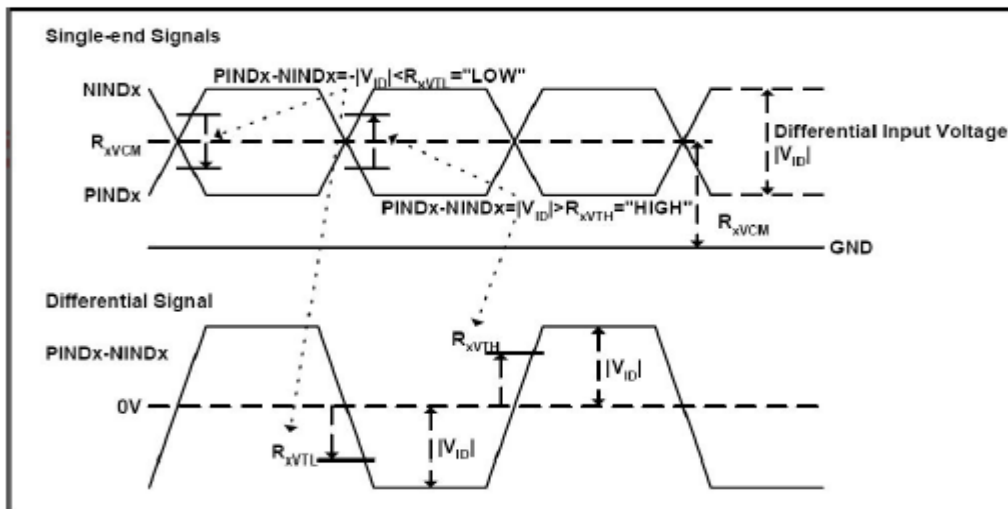 Single-end Signals
PINDx-NINDx=-|VID|<RxVTL="LOW"
NINDx
RxVCM
Differential Input Voltage
|VID|
PINDx
PINDx-NINDx=|VID|>RxVTH="HIGH"
RxVCM
GND
Differential Signal
PINDx-NINDx
RxVTH
|VID|
0V
RxVTL
|VID|